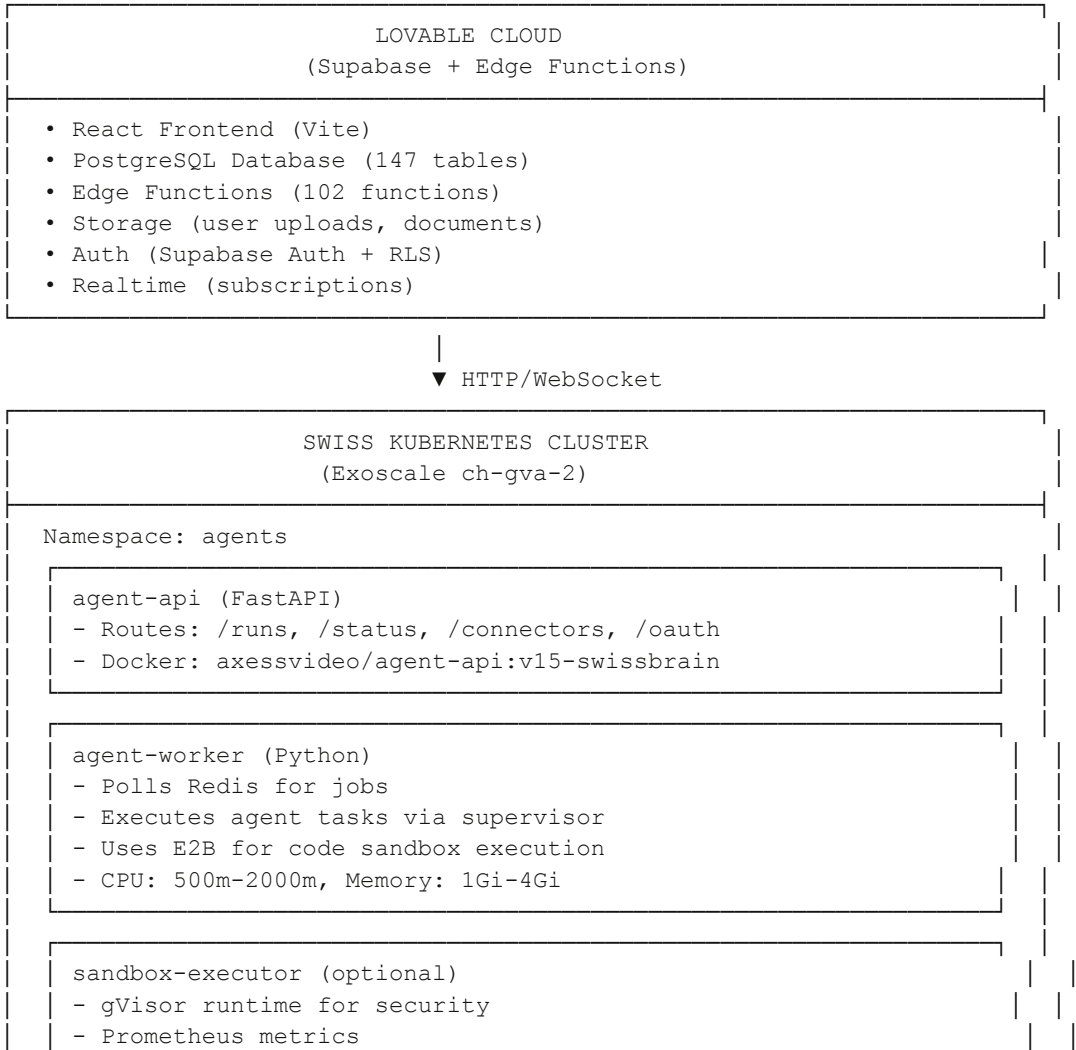 LOVABLE CLOUD
(Supabase + Edge Functions)
• React Frontend (Vite)
• PostgreSQL Database (147 tables)
• Edge Functions (102 functions)
• Storage (user uploads, documents)
• Auth (Supabase Auth + RLS)
• Realtime (subscriptions)
▼ HTTP/WebSocket
SWISS KUBERNETES CLUSTER
(Exoscale ch-gva-2)
Namespace: agents
agent-api (FastAPI)
- Routes: /runs, /status, /connectors, /oauth
- Docker: axessvideo/agent-api:v15-swissbrain
agent-worker (Python)
- Polls Redis for jobs
- Executes agent tasks via supervisor
- Uses E2B for code sandbox execution
- CPU: 500m-2000m, Memory: 1Gi-4Gi
sandbox-executor (optional)
- gVisor runtime for security
- Prometheus metrics